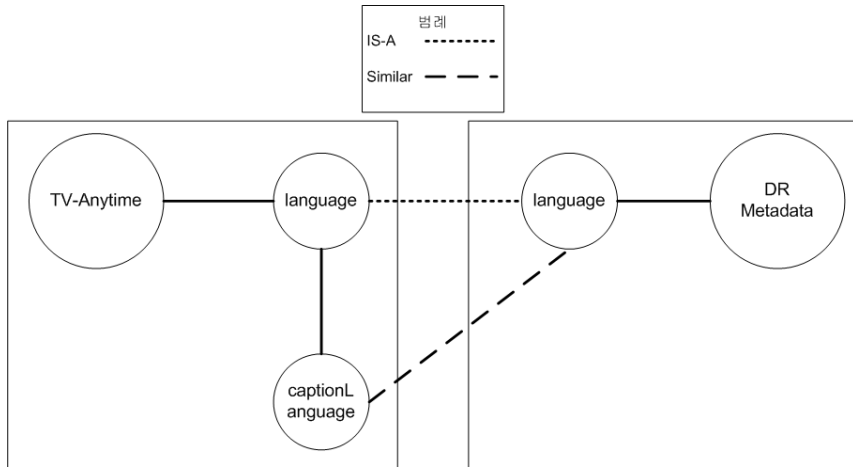 범례
IS-A
Similar
TV-Anytime
language
language
DR
Metadata
captionL
anguage